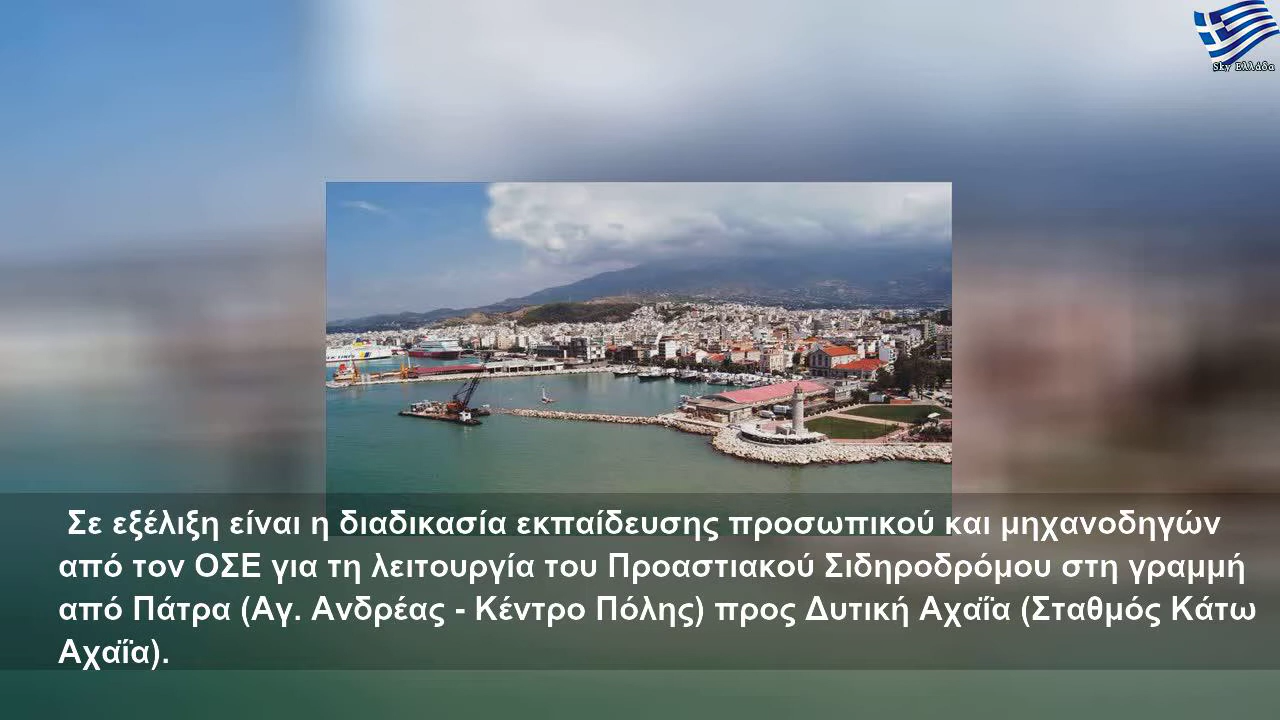 Sky Ελλάδα
Σε εξέλιξη είναι η διαδικασία εκπαίδευσης προσωπικού και μηχανοδηγών
από τον ΟΣΕ για τη λειτουργία του Προαστιακού Σιδηροδρόμου στη γραμμή
από Πάτρα (Αγ. Ανδρέας - Κέντρο Πόλης) προς Δυτική Αχαΐα (Σταθμός Κάτω
Αχαΐα).